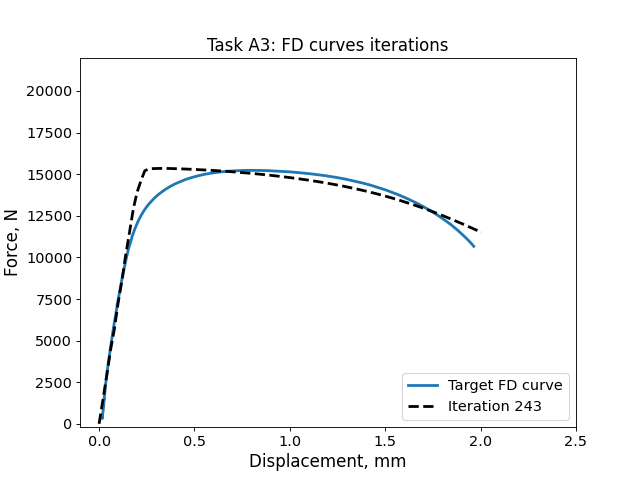 Task A3: FD curves iterations
Force, N
20000
17500
15000
12500
10000
7500
5000
2500
0
0.0 0.5 1.0 1.5 2.0 2.5
Displacement, mm
Target FD curve
Iteration 243